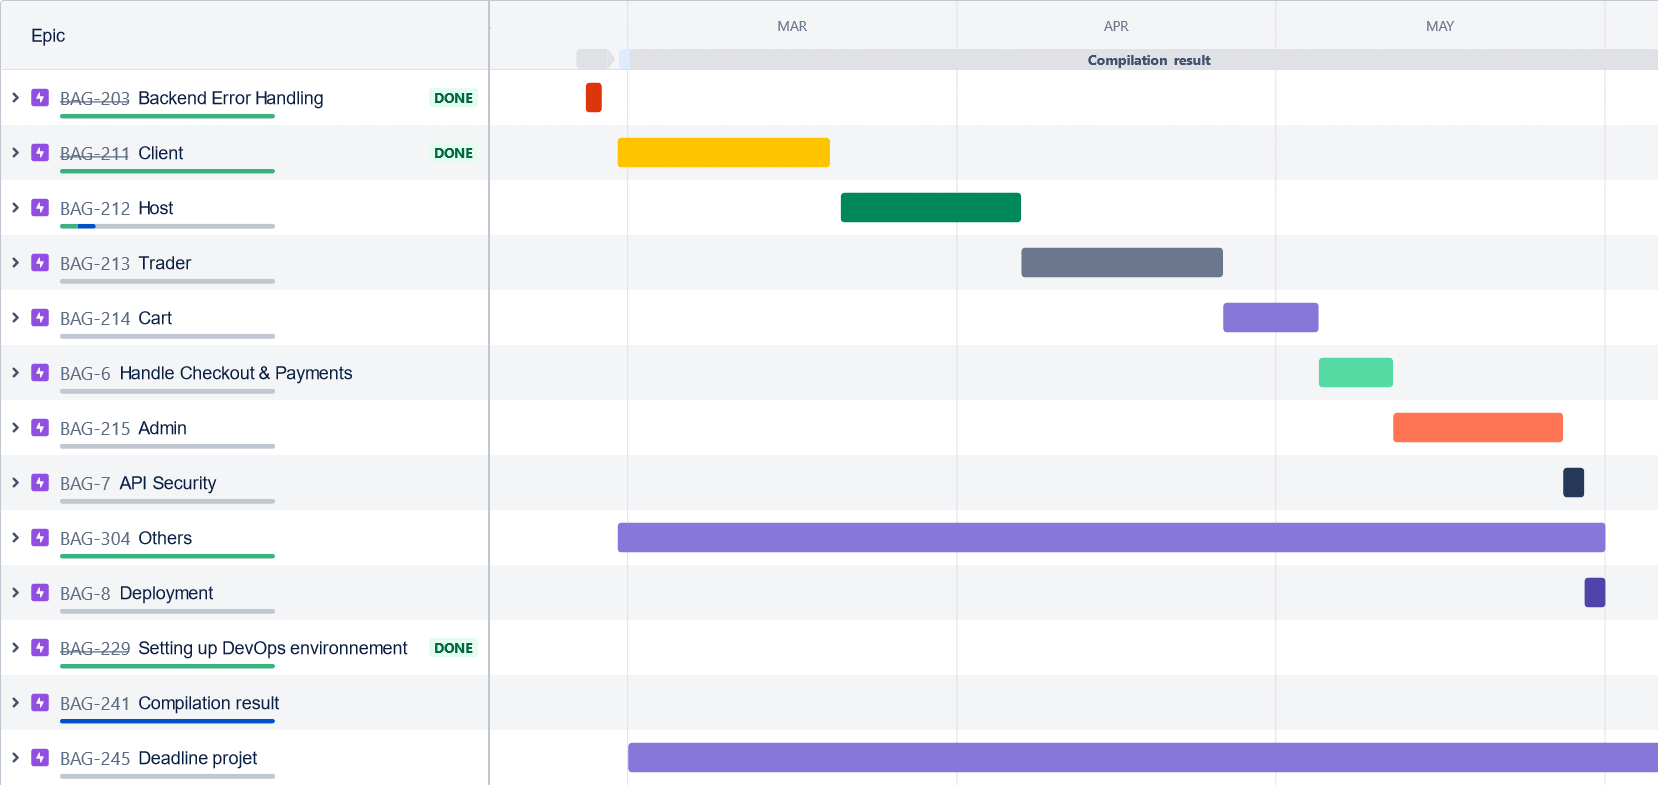 Epic
MAR APR MAY
Compilation result
BAG-203 Backend Error Handling DONE
BAG-211 Client DONE
BAG-212 Host
BAG-213 Trader
BAG-214 Cart
BAG-6 Handle Checkout & Payments
BAG-215 Admin
BAG-7 API Security
BAG-304 Others
BAG-8 Deployment
BAG-229 Setting up DevOps environnement DONE
BAG-241 Compilation result
BAG-245 Deadline projet